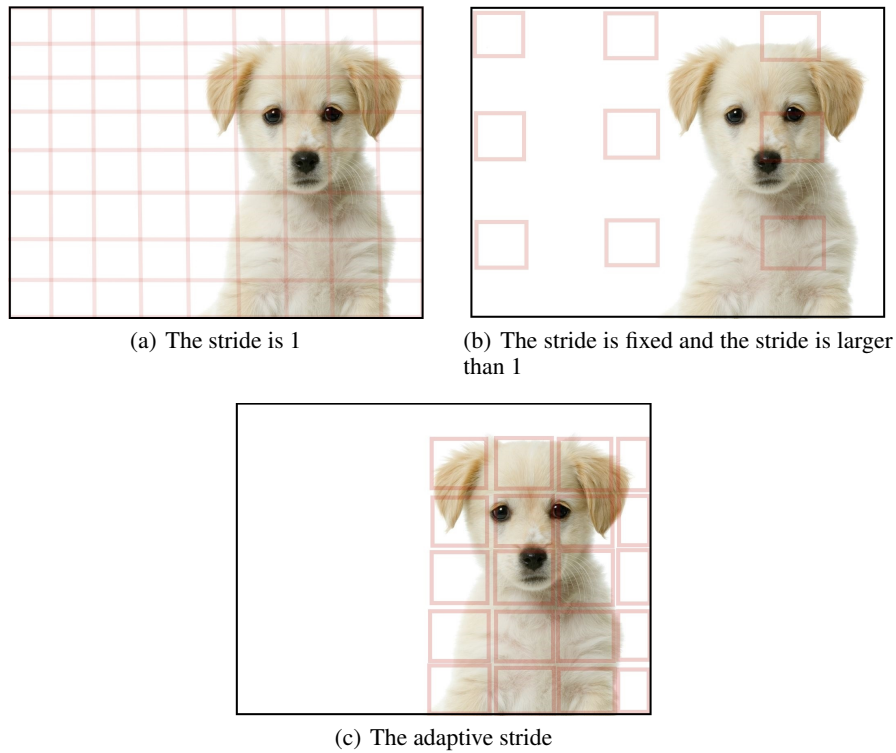 (a) The stride is 1
(b) The stride is fixed and the stride is larger
than 1
(c) The adaptive stride